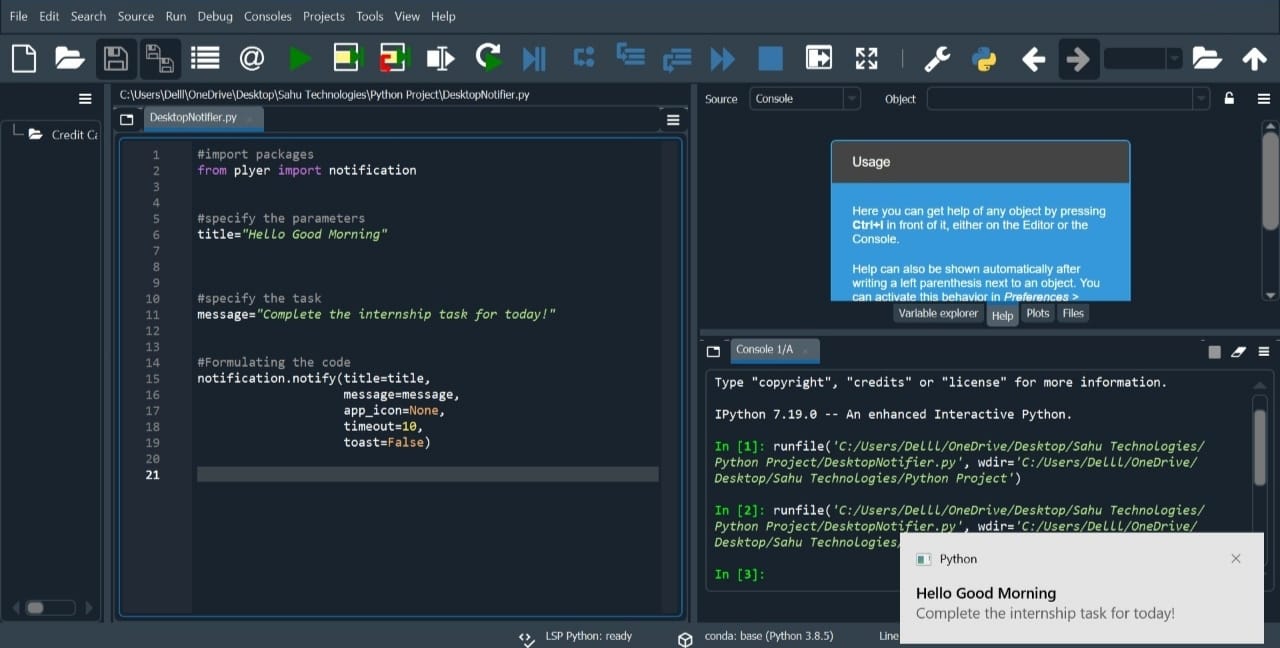 File Edit Search Source Run Debug Consoles Projects Tools View Help
C:\Users\Delll\OneDrive\Desktop\Sahu Technologies\Python Project\DesktopNotifier.py
DesktopNotifier.py
Credit Ca
1 #import packages
2 from plyer import notification
3
4
5 #specify the parameters
6 title="Hello Good Morning"
7
8
9
10 #specify the task
11 message="Complete the internship task for today!"
12
13
14 #Formulating the code
15 notification.notify(title=title,
16 message=message,
17 app_icon=None,
18 timeout=10,
19 toast=False)
20
21
Source Console Object
Usage
Here you can get help of any object by pressing
Ctrl+I in front of it, either on the Editor or the
Console.
Help can also be shown automatically after
writing a left parenthesis next to an object. You
can activate this behavior in Preferences >
Variable explorer Help Plots Files
Console 1/A
Type "copyright", "credits" or "license" for more information.
IPython 7.19.0 -- An enhanced Interactive Python.
In [1]: runfile('C:/Users/Delll/OneDrive/Desktop/Sahu Technologies/
Python Project/DesktopNotifier.py', wdir='C:/Users/Delll/OneDrive/
Desktop/Sahu Technologies/Python Project')
In [2]: runfile('C:/Users/Delll/OneDrive/Desktop/Sahu Technologies/
Python Project/DesktopNotifier.py', wdir='C:/Users/Delll/OneDrive/
Desktop/Sahu Technologies/
In [3]:
Python
Hello Good Morning
Complete the internship task for today!
LSP Python: ready conda: base (Python 3.8.5) Line